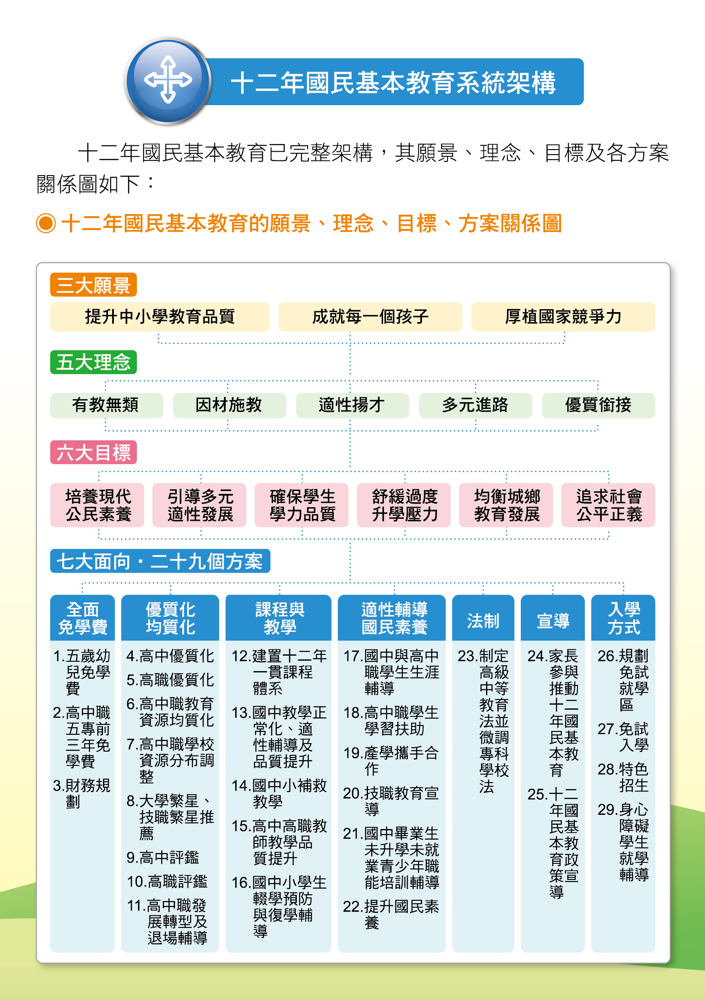 十二年國民基本教育系統架構
十二年國民基本教育已完整架構，其願景、理念、目標及各方案
關係圖如下：
十二年國民基本教育的願景、理念、目標、方案關係圖
三大願景
提升中小學教育品質
成就每一個孩子
厚植國家競爭力
五大理念
有教無類
因材施教
適性揚才
多元進路
優質銜接
六大目標
培養現代
公民素養
引導多元
適性發展
確保學生
學力品質
舒緩過度
升學壓力
均衡城鄉
教育發展
追求社會
公平正義
七大面向・二十九個方案
全面
免學費
1.五歲幼
兒免學
費
2.高中職
五專前
三年免
學費
3.財務規
劃
優質化
均質化
4.高中優質化
5.高職優質化
6.高中職教育
資源均質化
7.高中職學校
資源分布調
整
8.大學繁星、
技職繁星推
薦
9.高中評鑑
10.高職評鑑
11.高中職發
展轉型及
退場輔導
課程與
教學
12.建置十二年
一貫課程
體系
13.國中教學正
常化、適
性輔導及
品質提升
14.國中小補救
教學
15.高中高職教
師教學品
質提升
16.國中小學生
輟學預防
與復學輔
導
適性輔導
國民素養
17.國中與高中
職學生生涯
輔導
18.高中職學生
學習扶助
19.產學攜手合
作
20.技職教育宣
導
21.國中畢業生
未升學未就
業青少年職
能培訓輔導
22.提升國民素
養
法制
23.制定
高級
中等
教育
法並
微調
專科
學校
法
宣導
24.家長
參與
推動
十二
年國
民基
本教
育
25.十二
年國
民基
本教
育政
策宣
導
入學
方式
26.規劃
免試
就學
區
27.免試
入學
28.特色
招生
29.身心
障礙
學生
就學
輔導